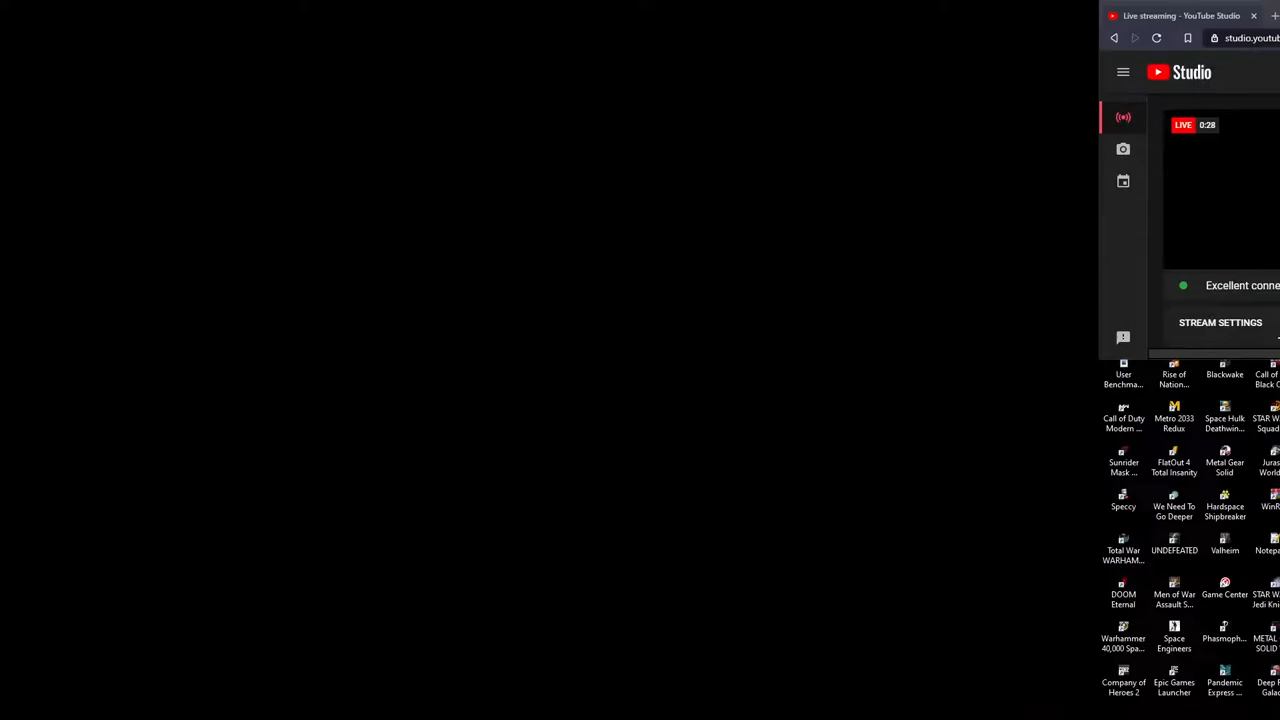 Live streaming - YouTube Studio
studio.youtub
Studio
LIVE 0:28
Excellent conne
STREAM SETTINGS
User Benchma...
Rise of Nation...
Blackwake
Call of Black O
Call of Duty Modern ...
Metro 2033 Redux
Space Hulk Deathwin...
STAR WA Squad
Sunrider Mask ...
FlatOut 4 Total Insanity
Metal Gear Solid
Juras World
Speccy
We Need To Go Deeper
Hardspace Shipbreaker
WinR
Total War WARHAM...
UNDEFEATED
Valheim
Notepa
DOOM Eternal
Men of War Assault S...
Game Center
STAR WA Jedi Kni
Warhammer 40,000 Spa...
Space Engineers
Phasmoph...
METAL SOLID
Company of Heroes 2
Epic Games Launcher
Pandemic Express ...
Deep R Galac